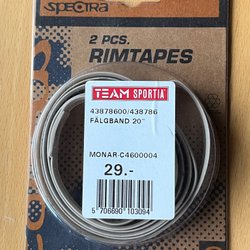 SPECTRA
2 PCS.
RIMTAPES
TEAM SPORTIA
43878600/438786
FÄLGBAND 20"
MONAR-C4600004
29.-
5 706690 103094